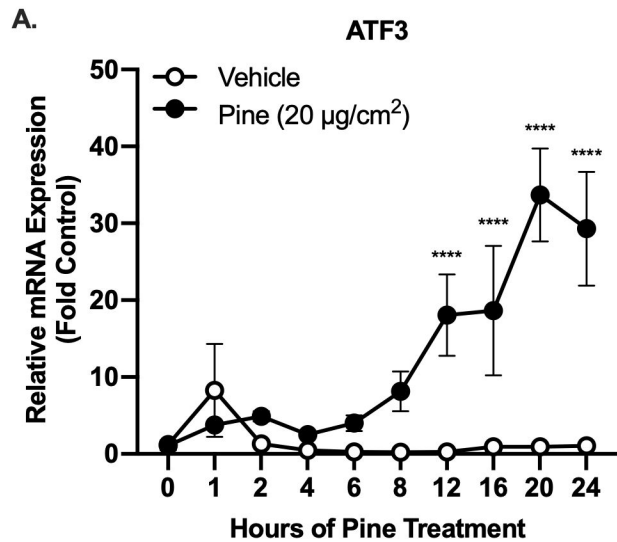 A.
ATF3
50
40
30
20
10
0
Relative mRNA Expression
(Fold Control)
Vehicle
Pine (20 µg/cm²)
****
****
****
****
0 1 2 4 6 8 12 16 20 24
Hours of Pine Treatment